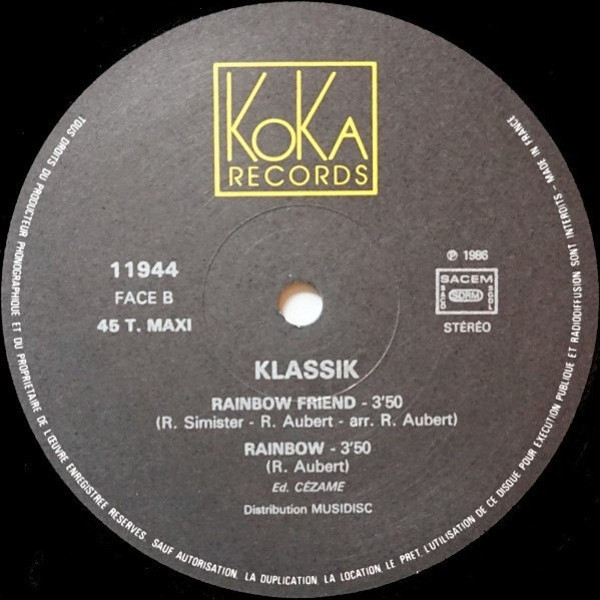 KOKA
RECORDS
11944
FACE B
45 T. MAXI
℗ 1986
SACEM
SACD
SDRM
SGDL
STÉRÉO
KLASSIK
RAINBOW FRIEND - 3'50
(R. Simister - R. Aubert - arr. R. Aubert)
RAINBOW - 3'50
(R. Aubert)
Ed. CÉZAME
Distribution MUSIDISC
TOUS DROITS DU PRODUCTEUR PHONOGRAPHIQUE ET DU PROPRIETAIRE DE L'ŒUVRE ENREGISTREE RESERVES. SAUF AUTORISATION, LA DUPLICATION, LA LOCATION, LE PRET, L'UTILISATION DE CE DISQUE POUR EXECUTION PUBLIQUE ET RADIODIFFUSION SONT INTERDITS - MADE IN FRANCE